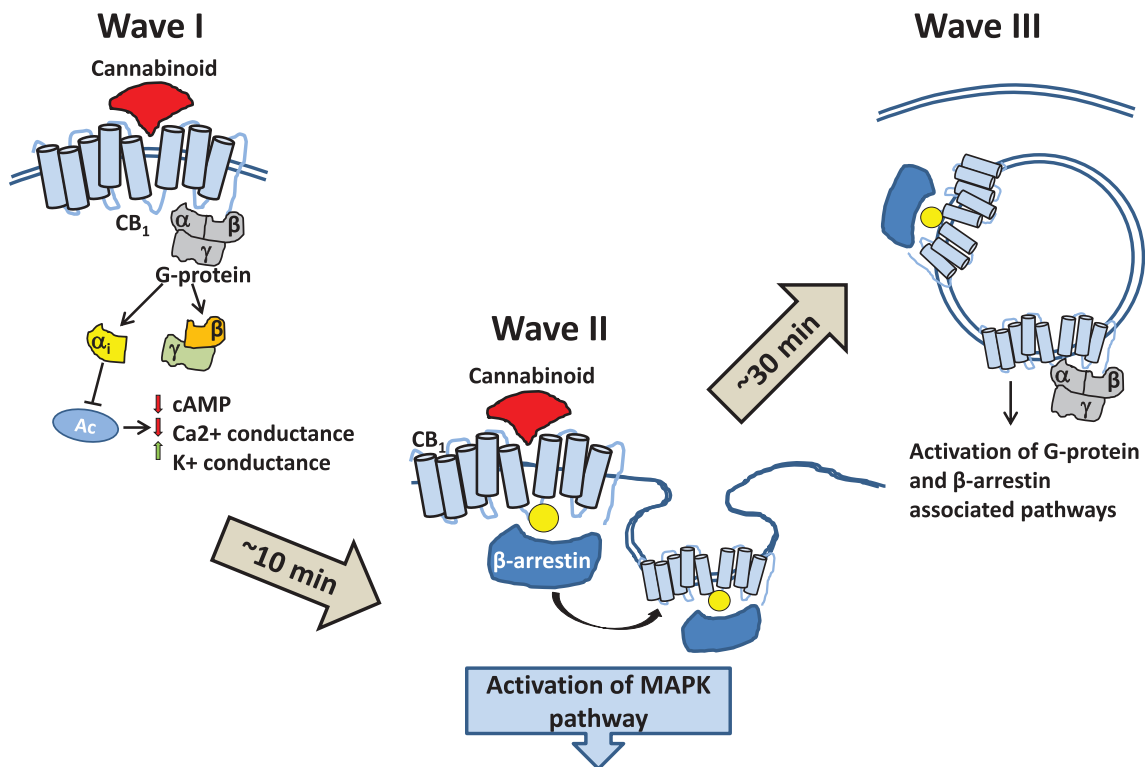 Wave I
Cannabinoid
CB1
α
β
γ
G-protein
αi
β
γ
Ac
cAMP
Ca2+ conductance
K+ conductance
~10 min
Wave II
Cannabinoid
CB1
β-arrestin
Activation of MAPK
pathway
~30 min
Wave III
α
β
γ
Activation of G-protein
and β-arrestin
associated pathways